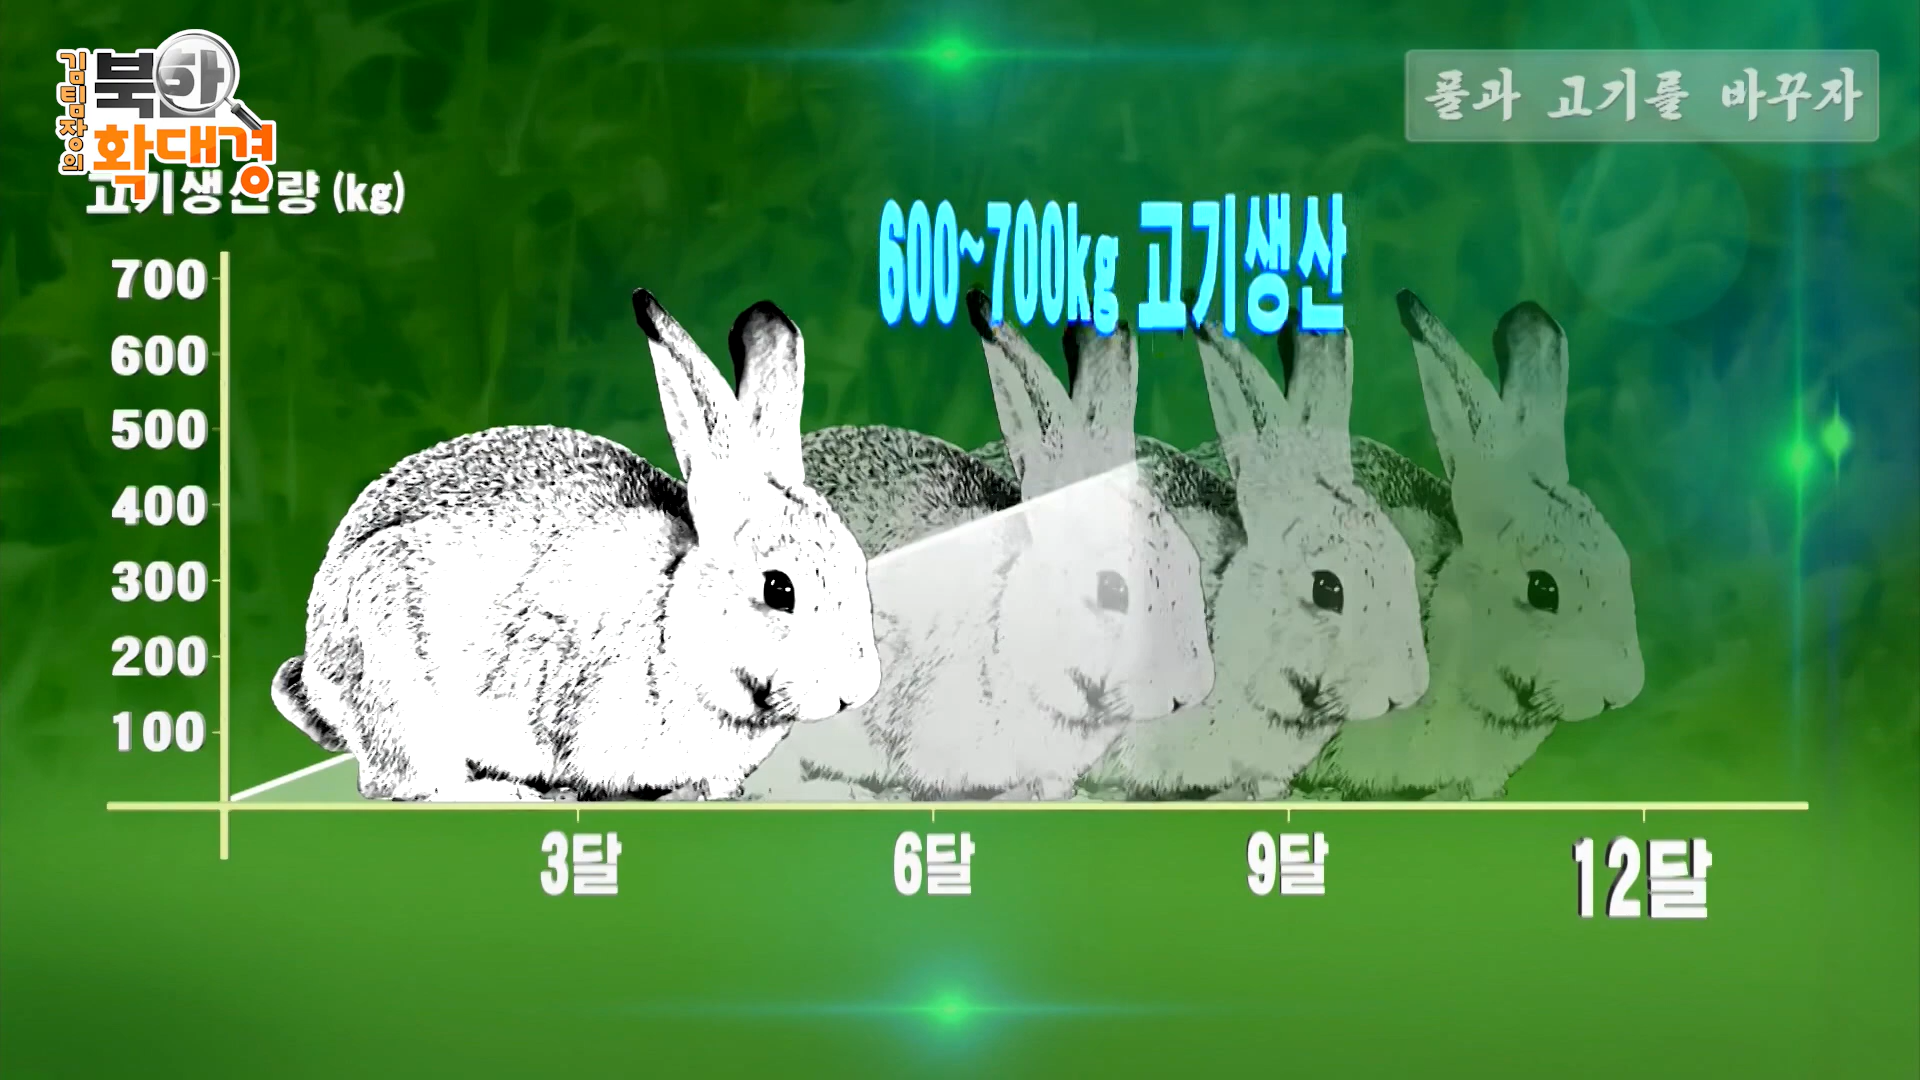 김팀장의
북한
확대경
풀과 고기를 바꾸자
고기생산량 (kg)
600~700kg 고기생산
700
600
500
400
300
200
100
3달
6달
9달
12달